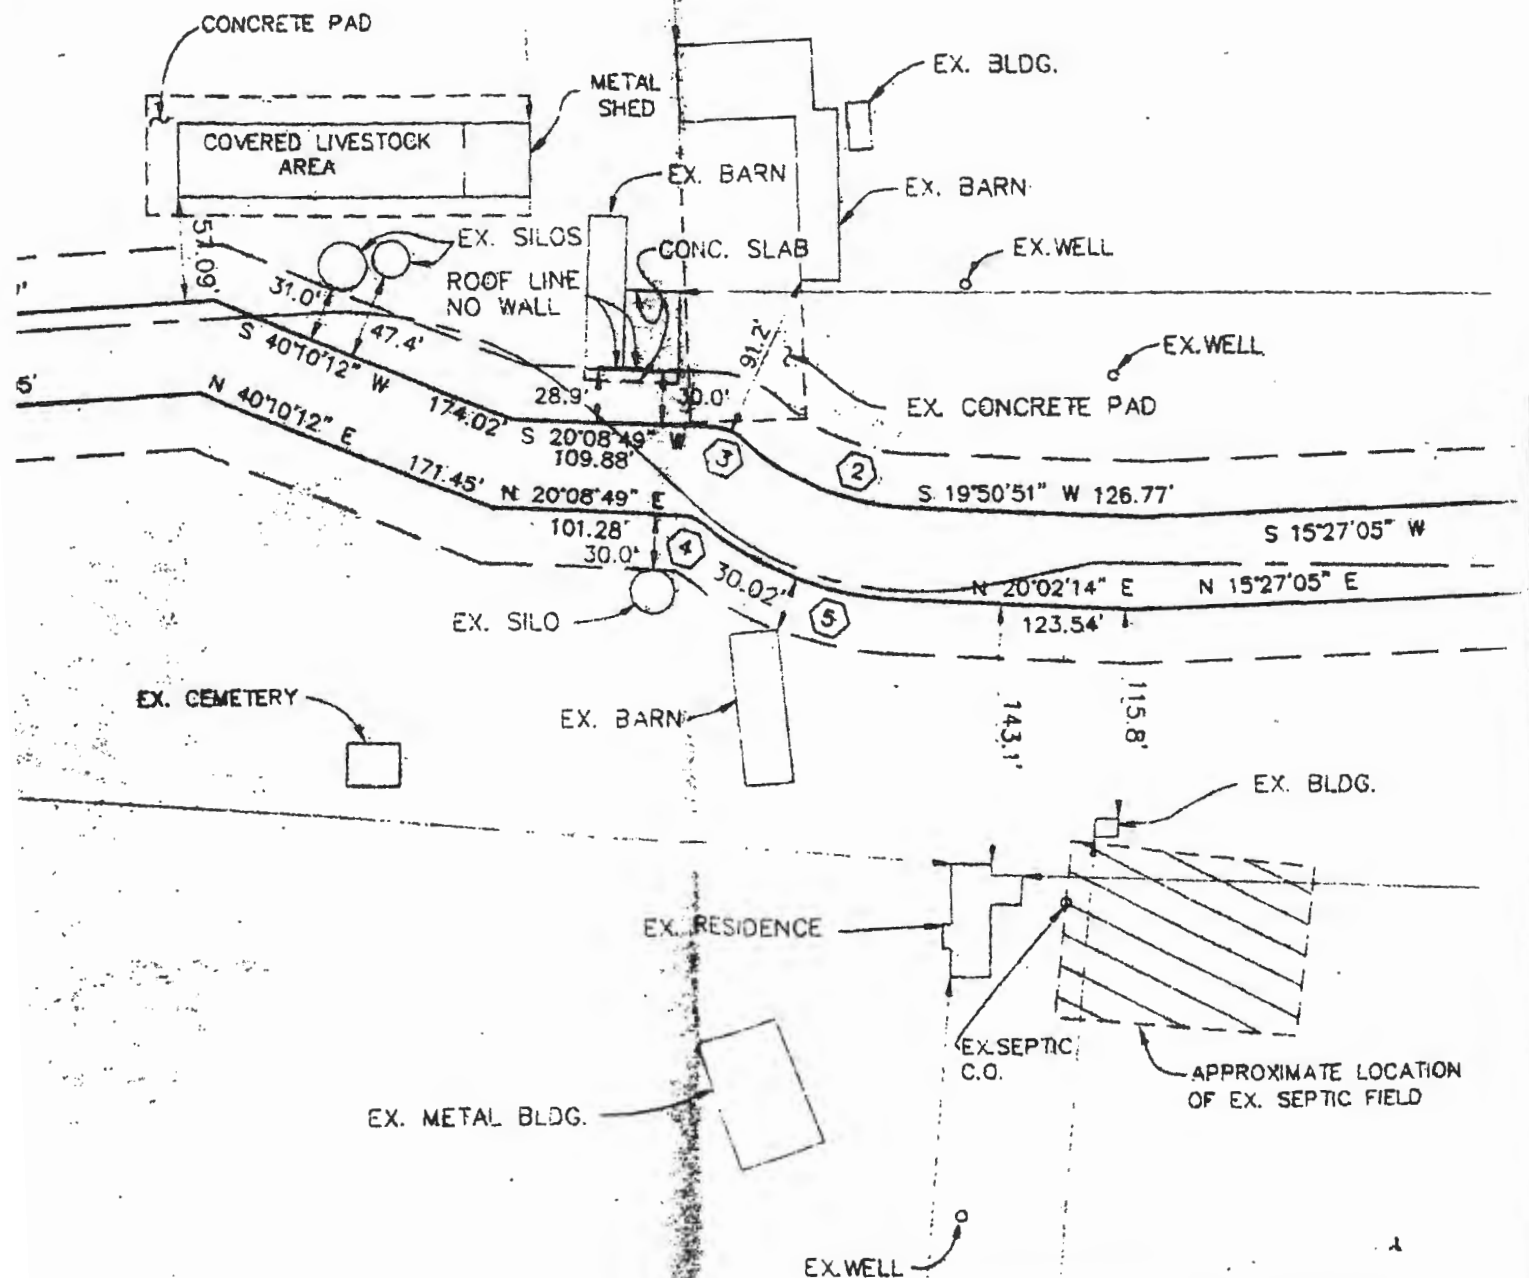 CONCRETE PAD
EX. BLDG.
METAL
SHED
COVERED LIVESTOCK
AREA
EX. BARN
EX. BARN
EX. SILOS
CONC. SLAB
EX.WELL
ROOF LINE
NO WALL
51.09'
31.0'
47.4'
91.2'
EX.WELL
S 40°10'12" W
174.02'
5'
N 40°10'12" E
171.45'
28.9'
30.0'
EX. CONCRETE PAD
S 20°08'49" W
109.88'
3
2
S 19°50'51" W 126.77'
N 20°08'49" E
101.28'
S 15°27'05" W
30.0'
4
30.02'
5
N 20°02'14" E
123.54'
N 15°27'05" E
EX. SILO
EX. CEMETERY
EX. BARN
143.1'
115.8'
EX. BLDG.
EX. RESIDENCE
EX.SEPTIC
C.O.
APPROXIMATE LOCATION
OF EX. SEPTIC FIELD
EX. METAL BLDG.
EX.WELL